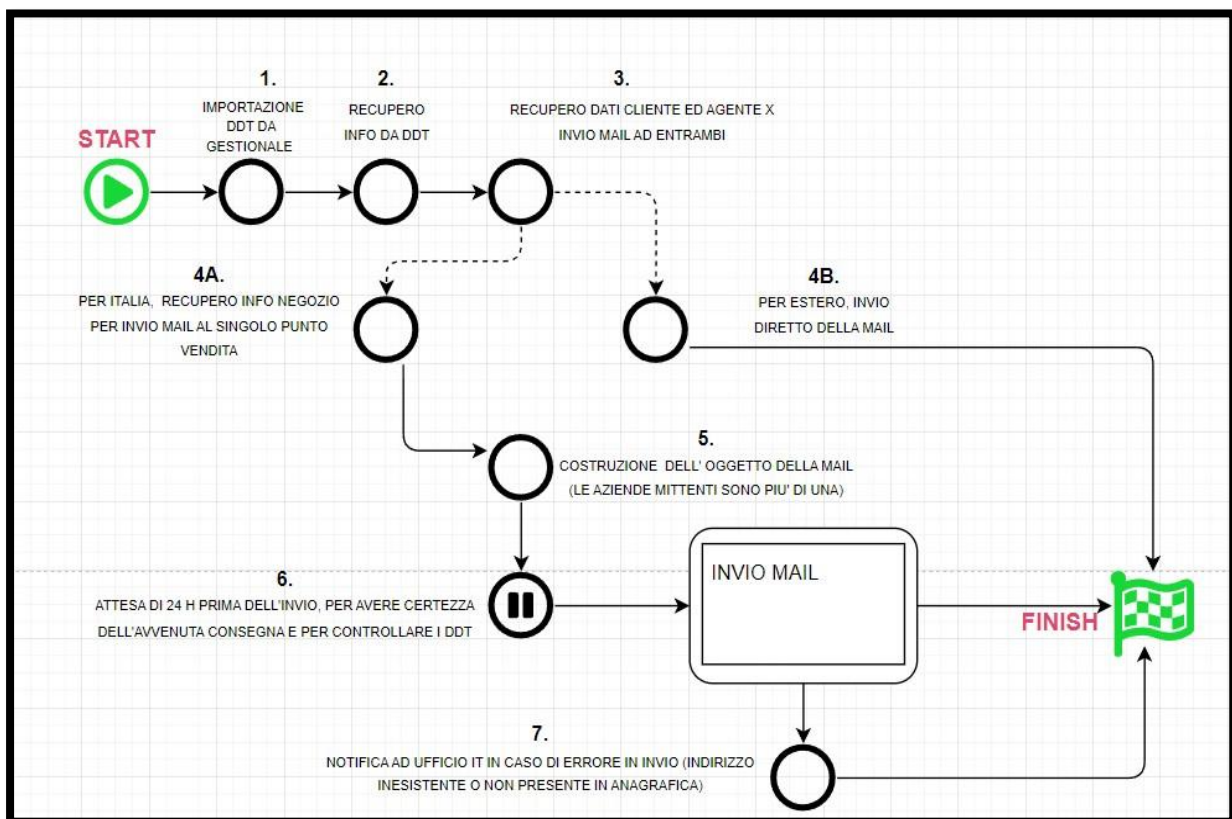 1.
IMPORTAZIONE
DDT DA
GESTIONALE
2.
RECUPERO
INFO DA DDT
3.
RECUPERO DATI CLIENTE ED AGENTE X
INVIO MAIL AD ENTRAMBI
START
4A.
PER ITALIA, RECUPERO INFO NEGOZIO
PER INVIO MAIL AL SINGOLO PUNTO
VENDITA
4B.
PER ESTERO, INVIO
DIRETTO DELLA MAIL
5.
COSTRUZIONE DELL' OGGETTO DELLA MAIL
(LE AZIENDE MITTENTI SONO PIU' DI UNA)
6.
ATTESA DI 24 H PRIMA DELL'INVIO, PER AVERE CERTEZZA
DELL'AVVENUTA CONSEGNA E PER CONTROLLARE I DDT
INVIO MAIL
FINISH
7.
NOTIFICA AD UFFICIO IT IN CASO DI ERRORE IN INVIO (INDIRIZZO
INESISTENTE O NON PRESENTE IN ANAGRAFICA)